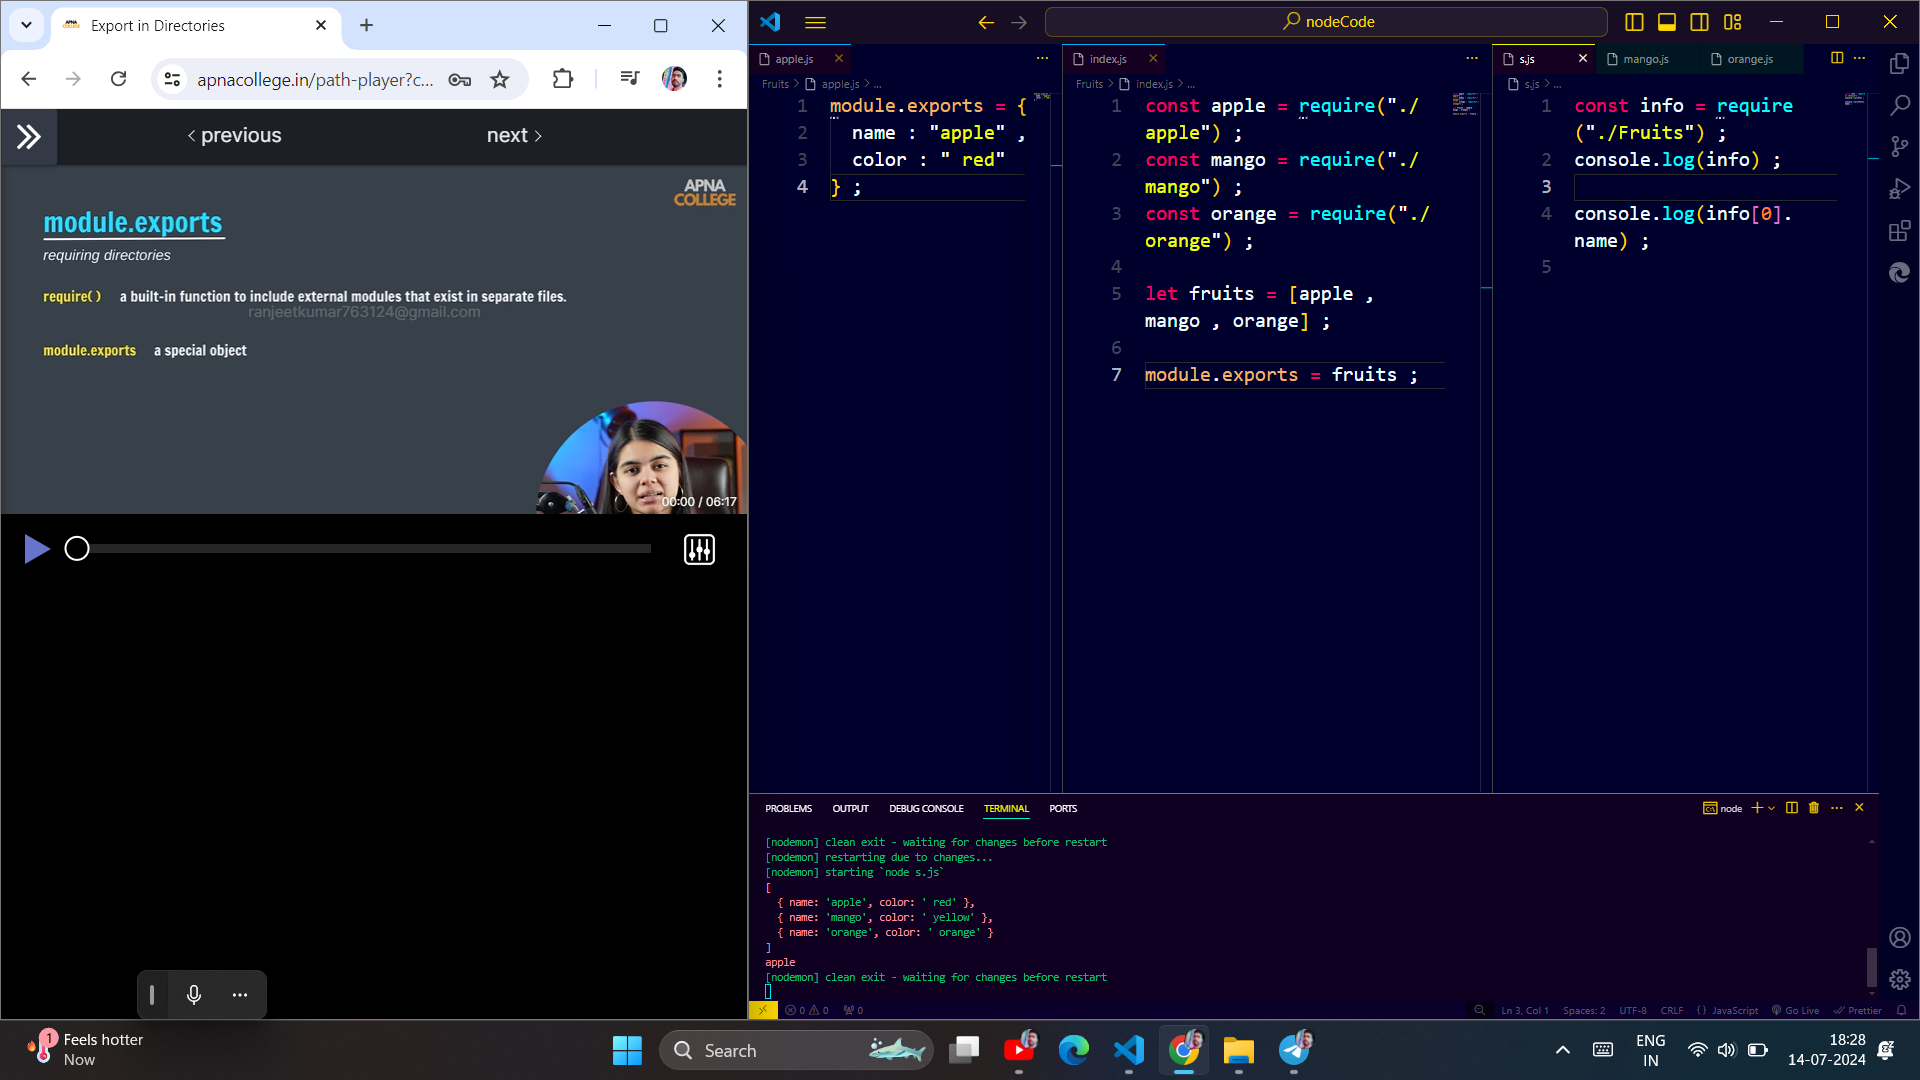 Export in Directories
apnacollege.in/path-player?c...
previous
next
APNA
COLLEGE
module.exports
requiring directories
require( ) a built-in function to include external modules that exist in separate files.
ranjeetkumar763124@gmail.com
module.exports a special object
00:00 / 06:17
nodeCode
apple.js
Fruits > apple.js > ...
1 module.exports = {
2 name : "apple" ,
3 color : " red"
4 } ;
index.js
Fruits > index.js > ...
1 const apple = require("./
apple") ;
2 const mango = require("./
mango") ;
3 const orange = require("./
orange") ;
4
5 let fruits = [apple ,
mango , orange] ;
6
7 module.exports = fruits ;
s.js mango.js orange.js
s.js > ...
1 const info = require
("./Fruits") ;
2 console.log(info) ;
3
4 console.log(info[0].
name) ;
5
PROBLEMS OUTPUT DEBUG CONSOLE TERMINAL PORTS
node
[nodemon] clean exit - waiting for changes before restart
[nodemon] restarting due to changes...
[nodemon] starting `node s.js`
[
{ name: 'apple', color: ' red' },
{ name: 'mango', color: ' yellow' },
{ name: 'orange', color: ' orange' }
]
apple
[nodemon] clean exit - waiting for changes before restart
0 0 0
Ln 3, Col 1 Spaces: 2 UTF-8 CRLF { } JavaScript Go Live Prettier
1
Feels hotter
Now
Search
ENG
IN
18:28
14-07-2024